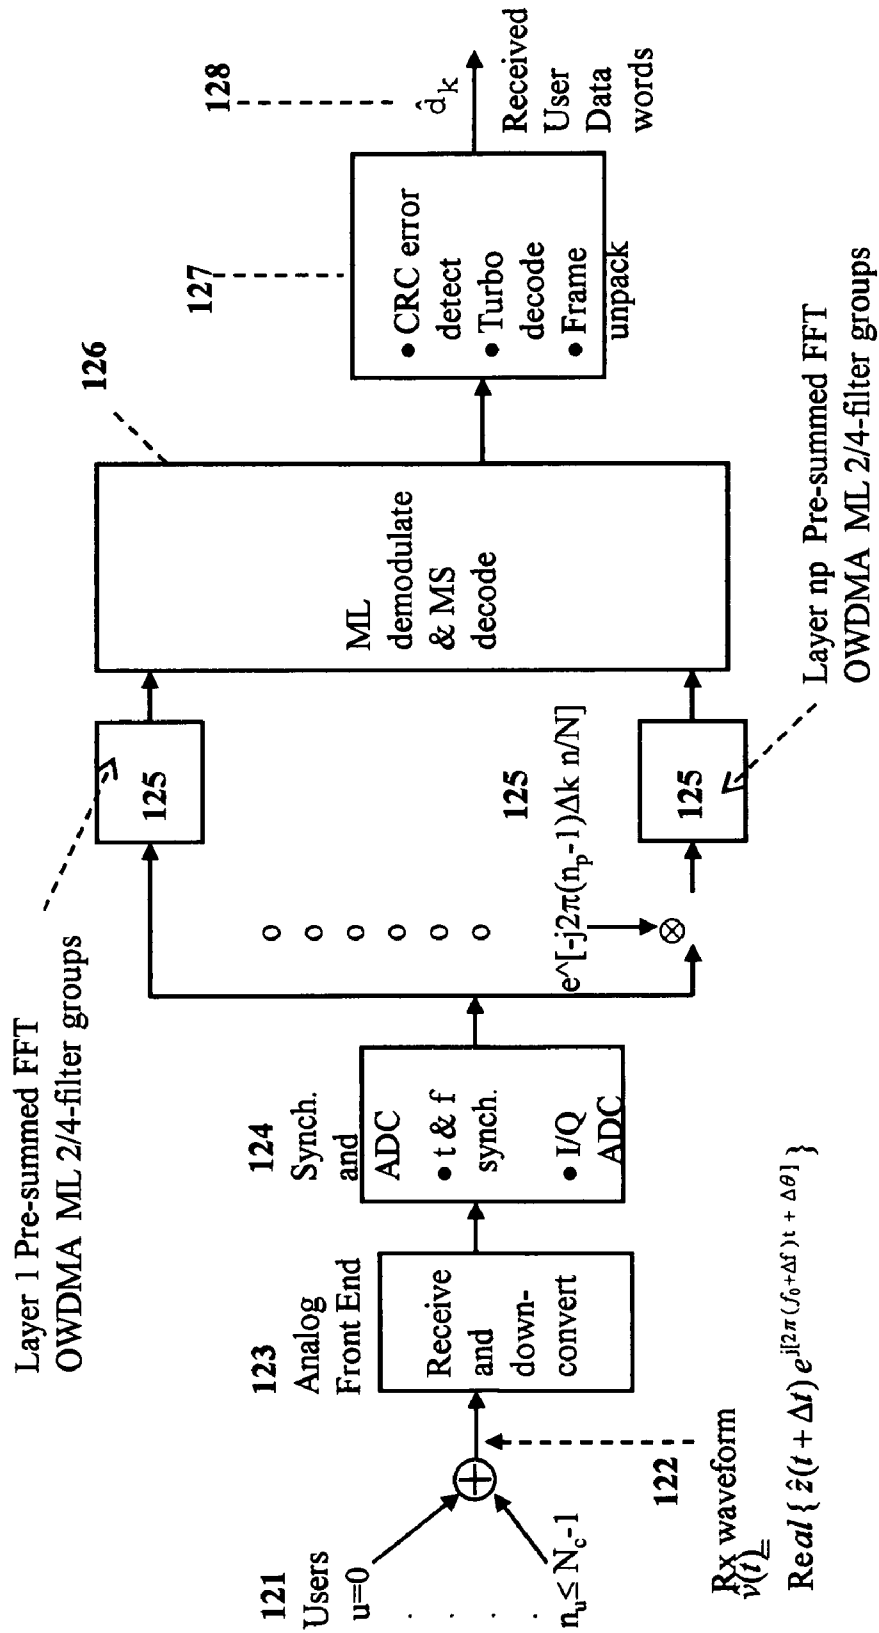 Layer 1 Pre-summed FFT
OWDMA ML 2/4-filter groups
121
Users
u=0
. . . .
nᵤ≤ N_c-1
122
Rx waveform
v̂(t)=
Real{ ẑ(t + Δt) e^{j[2π(f₀+Δf)t + Δθ]} }
123
Analog
Front End
Receive
and
down-
convert
124
Synch.
and
ADC
• t & f
synch.
• I/Q
ADC
125
125
e^[-j2π(n_p-1)Δk n/N]
125
Layer np Pre-summed FFT
OWDMA ML 2/4-filter groups
126
ML
demodulate
& MS
decode
127
• CRC error
detect
• Turbo
decode
• Frame
unpack
128
d̂_k
Received
User
Data
words